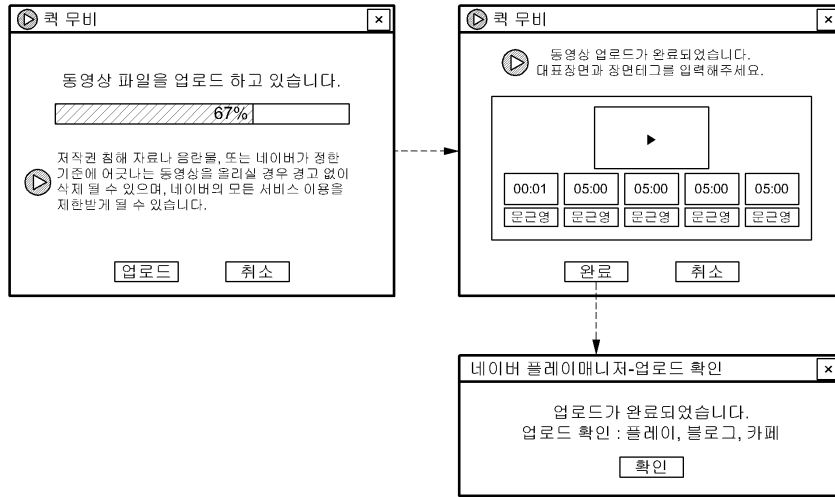 퀵 무비
동영상 파일을 업로드 하고 있습니다.
67%
저작권 침해 자료나 음란물, 또는 네이버가 정한
기준에 어긋나는 동영상을 올리실 경우 경고 없이
삭제 될 수 있으며, 네이버의 모든 서비스 이용을
제한받게 될 수 있습니다.
업로드 취소
퀵 무비
동영상 업로드가 완료되었습니다.
대표장면과 장면테그를 입력해주세요.
00:01 05:00 05:00 05:00 05:00
문근영 문근영 문근영 문근영 문근영
완료 취소
네이버 플레이매니저-업로드 확인
업로드가 완료되었습니다.
업로드 확인 : 플레이, 블로그, 카페
확인